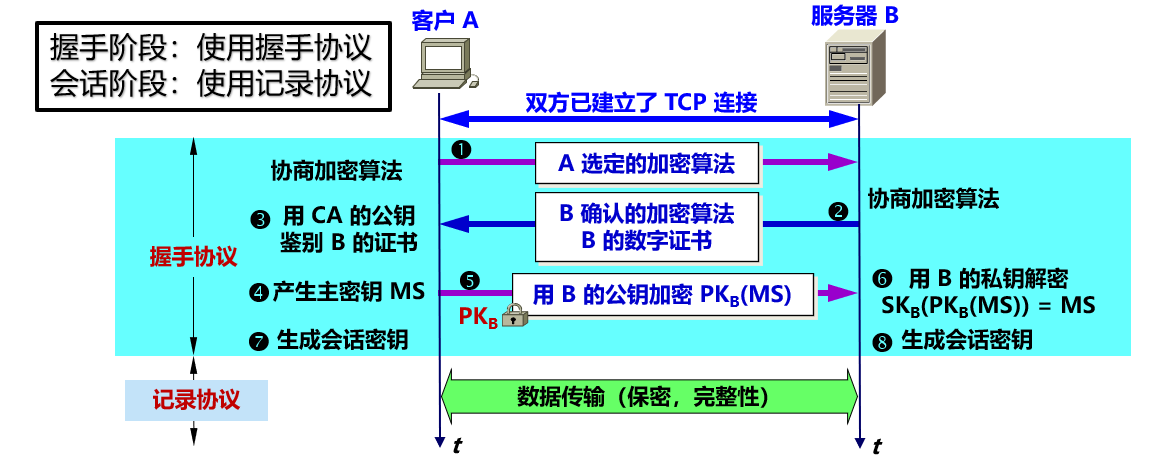 客户 A
服务器 B
握手阶段：使用握手协议
会话阶段：使用记录协议
双方已建立了 TCP 连接
❶
A 选定的加密算法
协商加密算法
协商加密算法
❷
B 确认的加密算法
B 的数字证书
❸ 用 CA 的公钥
鉴别 B 的证书
握手协议
❹ 产生主密钥 MS
❺
用 B 的公钥加密 PKB(MS)
PKB
❻ 用 B 的私钥解密
SKB(PKB(MS)) = MS
❼ 生成会话密钥
❽ 生成会话密钥
记录协议
数据传输（保密，完整性）
t
t